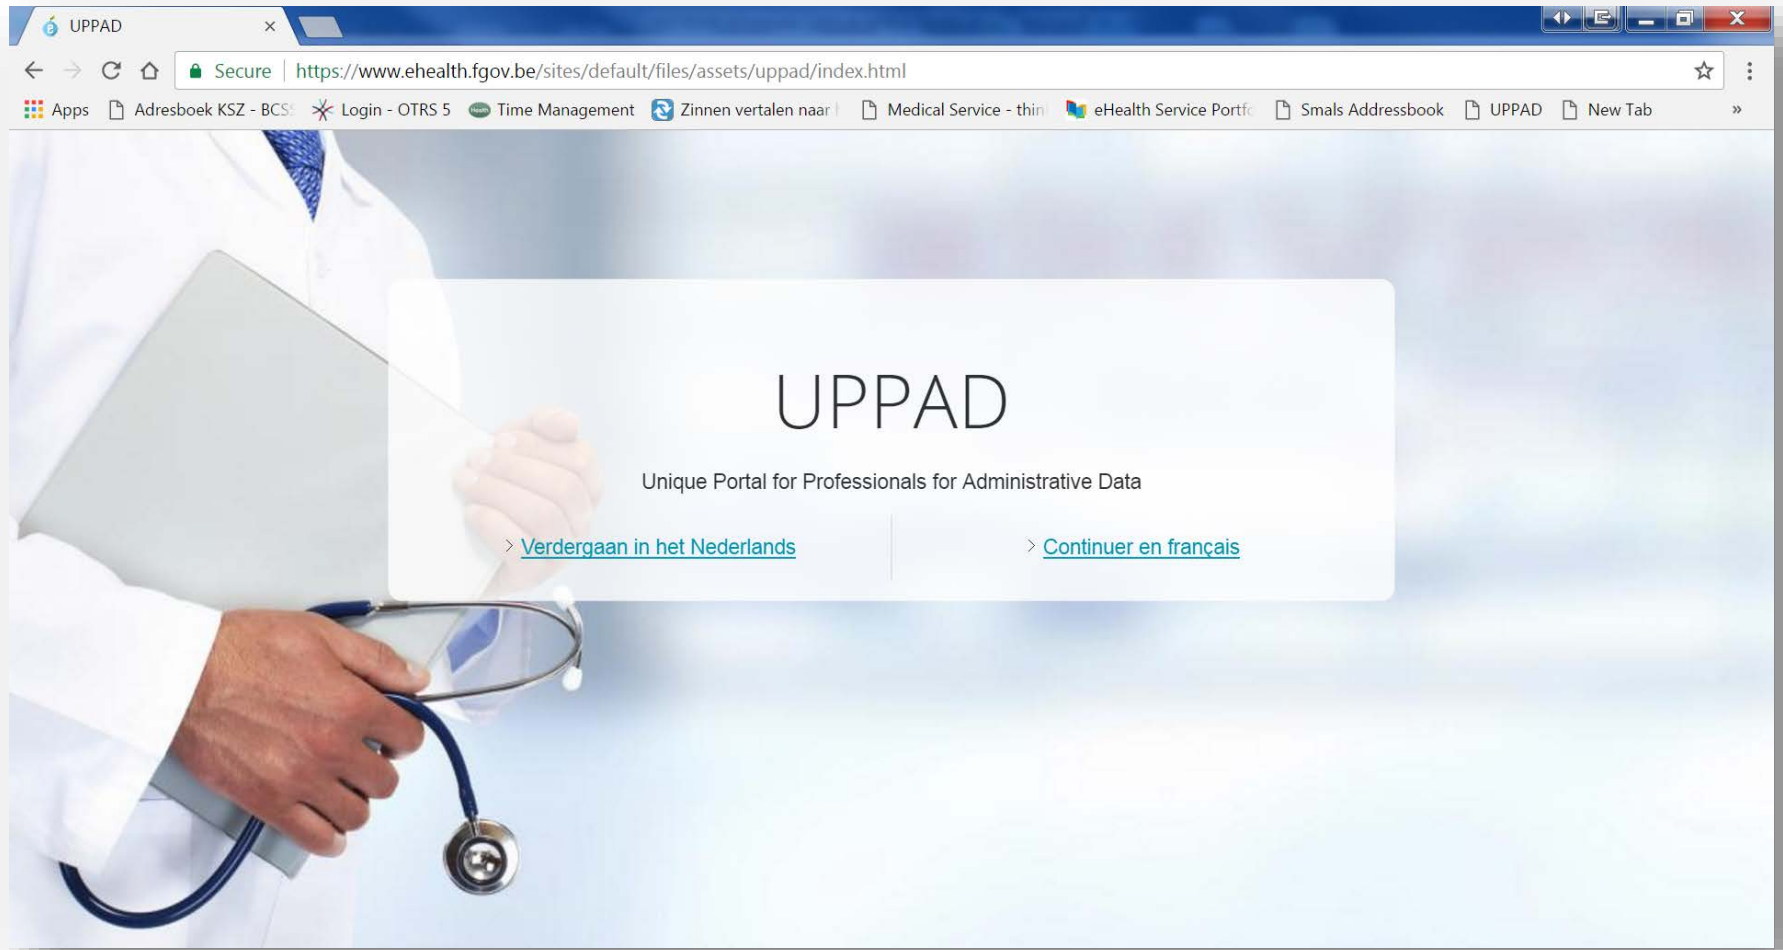 UPPAD
Secure https://www.ehealth.fgov.be/sites/default/files/assets/uppad/index.html
Apps Adresboek KSZ - BCSS Login - OTRS 5 Time Management Zinnen vertalen naar Medical Service - thin eHealth Service Portfo Smals Addressbook UPPAD New Tab »
UPPAD
Unique Portal for Professionals for Administrative Data
> Verdergaan in het Nederlands
> Continuer en français